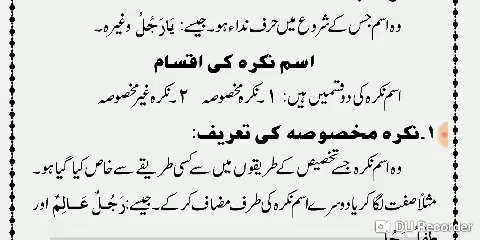 وہ اسم جس کے شروع میں حرف نداء ہو۔ جیسے: یَارَجُلُ وغیرہ۔
اسم نکرہ کی اقسام
اسم نکرہ کی دو قسمیں ہیں: ۱۔ نکرہ مخصوصہ ۲۔ نکرہ غیر مخصوصہ
۱۔ نکرہ مخصوصہ کی تعریف:
وہ اسم نکرہ جسے تخصیص کے طریقوں میں سے کسی طریقے سے خاص کیا گیا ہو۔
مثلاً صفت لگا کر یا دوسرے اسم نکرہ کی طرف مضاف کر کے۔ جیسے: رَجُلٌ عَالِمٌ اور
DU Recorder